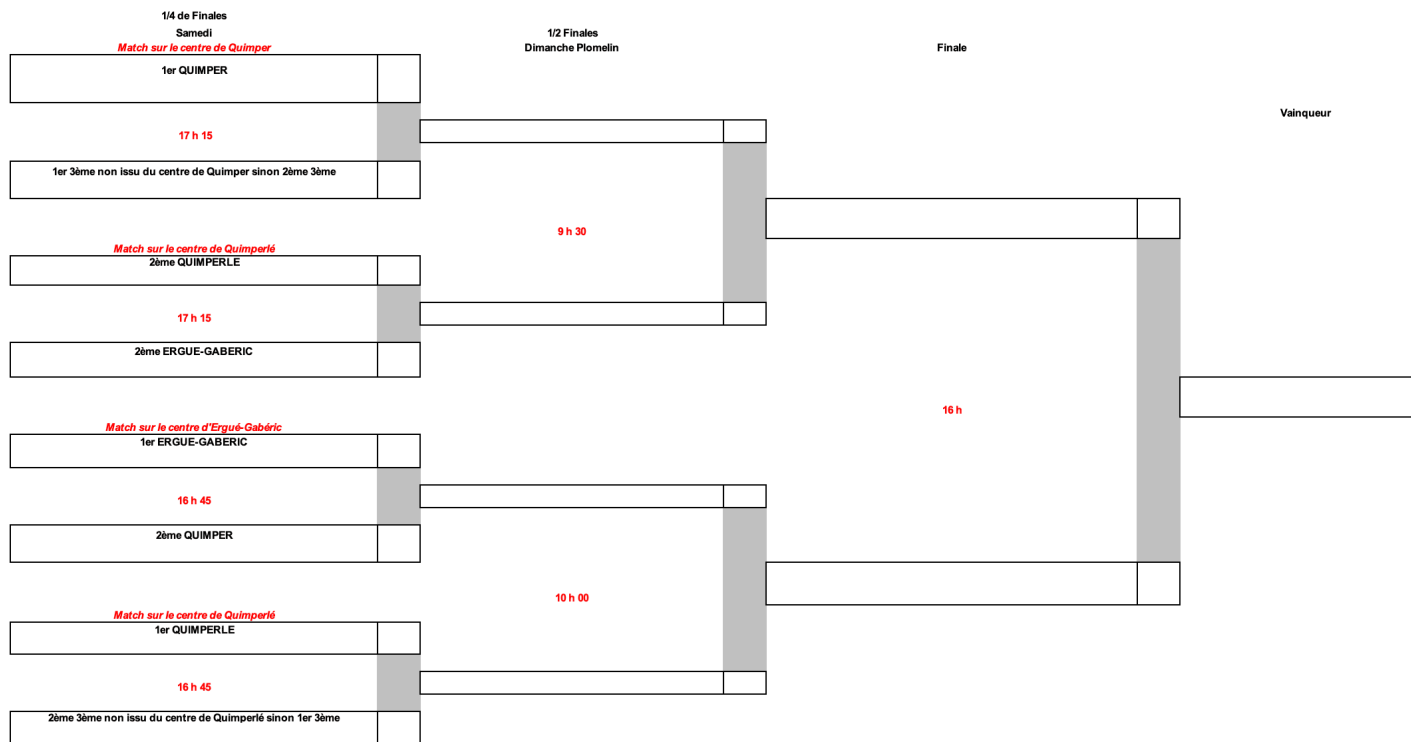 1/4 de Finales
Samedi
Match sur le centre de Quimper
1er QUIMPER
17 h 15
1er 3ème non issu du centre de Quimper sinon 2ème 3ème
Match sur le centre de Quimperlé
2ème QUIMPERLE
17 h 15
2ème ERGUE-GABERIC
Match sur le centre d'Ergué-Gabéric
1er ERGUE-GABERIC
16 h 45
2ème QUIMPER
Match sur le centre de Quimperlé
1er QUIMPERLE
16 h 45
2ème 3ème non issu du centre de Quimperlé sinon 1er 3ème
1/2 Finales
Dimanche Plomelin
9 h 30
10 h 00
Finale
16 h
Vainqueur